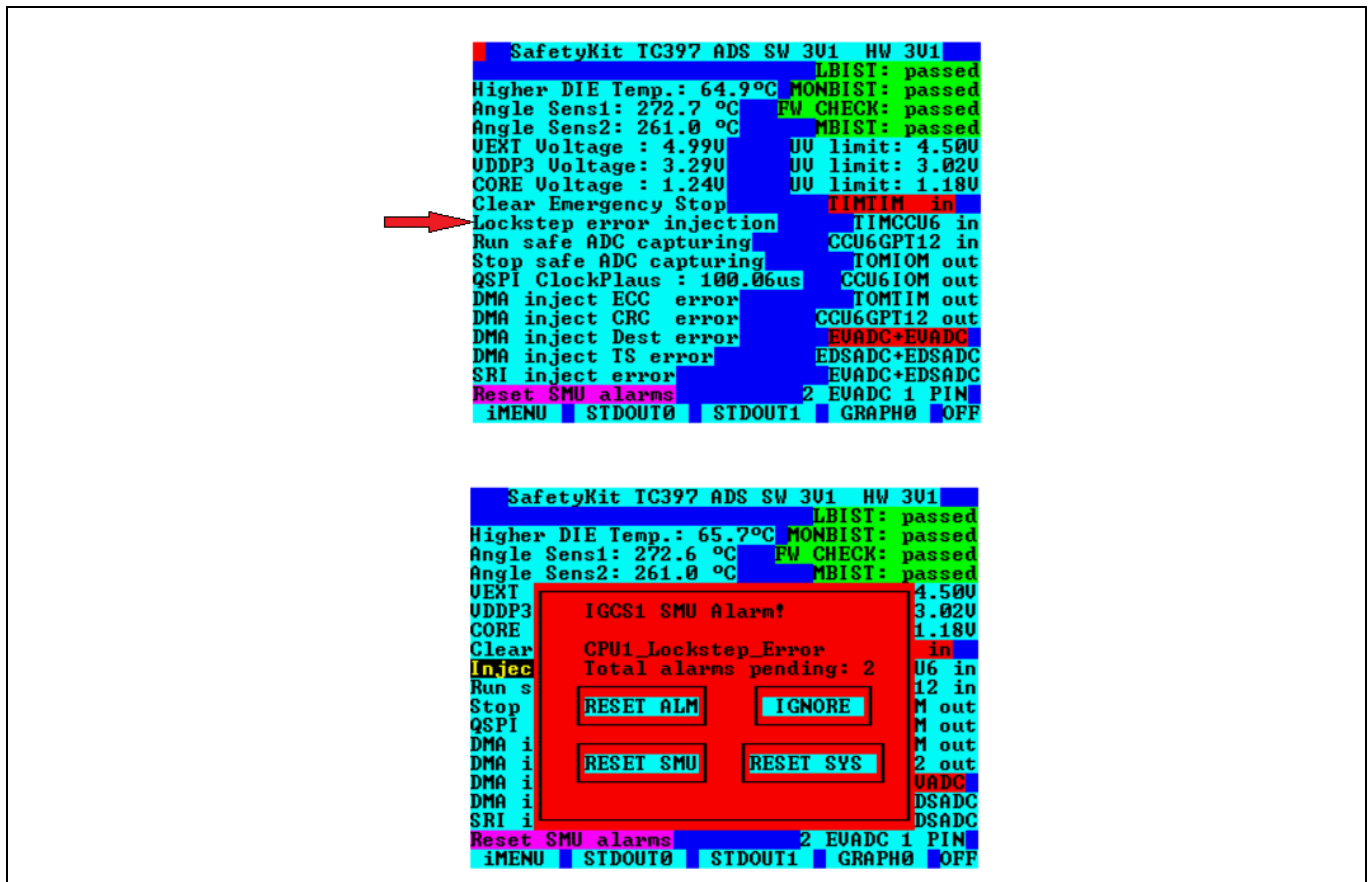 SafetyKit TC397 ADS SW 3V1 HW 3V1
LBIST: passed
Higher DIE Temp.: 64.9ºC MONBIST: passed
Angle Sens1: 272.7 ºC FW CHECK: passed
Angle Sens2: 261.0 ºC MBIST: passed
VEXT Voltage : 4.99V UV limit: 4.50V
VDDP3 Voltage: 3.29V UV limit: 3.02V
CORE Voltage : 1.24V UV limit: 1.18V
Clear Emergency Stop TIMTIM in
Lockstep error injection TIMCCU6 in
Run safe ADC capturing CCU6GPT12 in
Stop safe ADC capturing TOMIOM out
QSPI ClockPlaus : 100.06us CCU6IOM out
DMA inject ECC error TOMTIM out
DMA inject CRC error CCU6GPT12 out
DMA inject Dest error EVADC+EVADC
DMA inject TS error EDSADC+EDSADC
SRI inject error EVADC+EDSADC
Reset SMU alarms 2 EVADC 1 PIN
iMENU STDOUT0 STDOUT1 GRAPH0 OFF
SafetyKit TC397 ADS SW 3V1 HW 3V1
LBIST: passed
Higher DIE Temp.: 65.7ºC MONBIST: passed
Angle Sens1: 272.6 ºC FW CHECK: passed
Angle Sens2: 261.0 ºC MBIST: passed
VEXT 4.50V
VDDP3 IGCS1 SMU Alarm! 3.02V
CORE 1.18V
Clear CPU1_Lockstep_Error in
Injec Total alarms pending: 2 U6 in
Run s 12 in
Stop RESET ALM IGNORE M out
QSPI M out
DMA i M out
DMA i RESET SMU RESET SYS 2 out
DMA i VADC
DMA i DSADC
SRI i DSADC
Reset SMU alarms 2 EVADC 1 PIN
iMENU STDOUT0 STDOUT1 GRAPH0 OFF